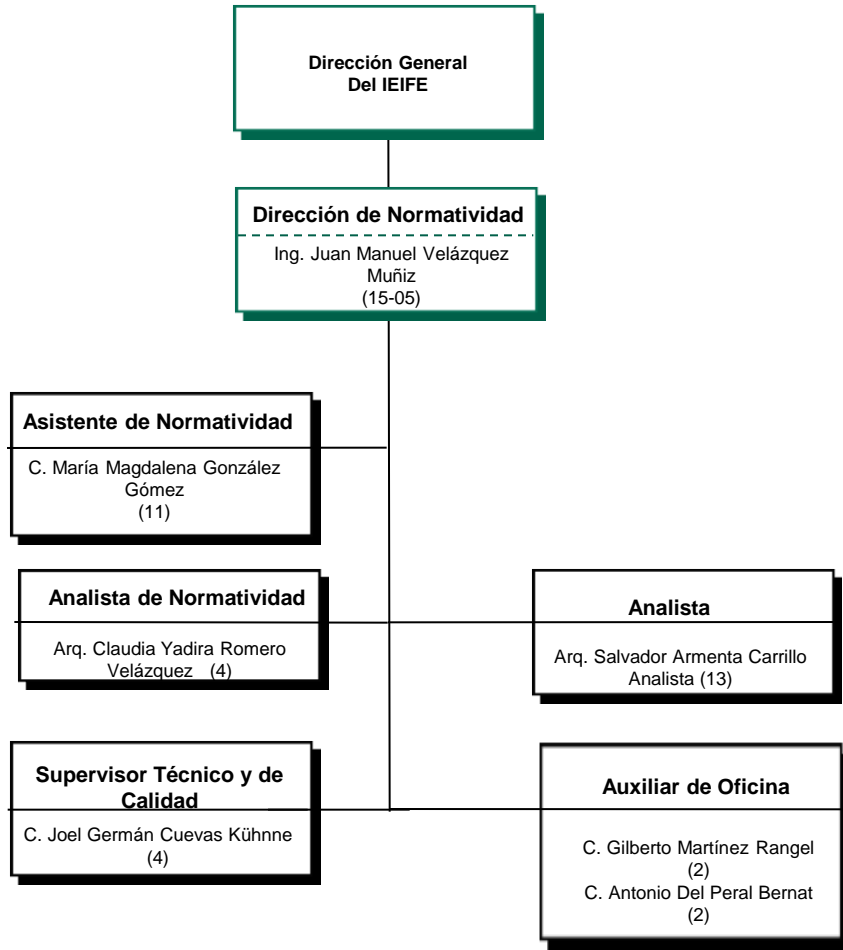 Dirección General
Del IEIFE
Dirección de Normatividad
Ing. Juan Manuel Velázquez
Muñiz
(15-05)
Asistente de Normatividad
C. María Magdalena González
Gómez
(11)
Analista de Normatividad
Arq. Claudia Yadira Romero
Velázquez (4)
Analista
Arq. Salvador Armenta Carrillo
Analista (13)
Supervisor Técnico y de
Calidad
C. Joel Germán Cuevas Kühnne
(4)
Auxiliar de Oficina
C. Gilberto Martínez Rangel
(2)
C. Antonio Del Peral Bernat
(2)